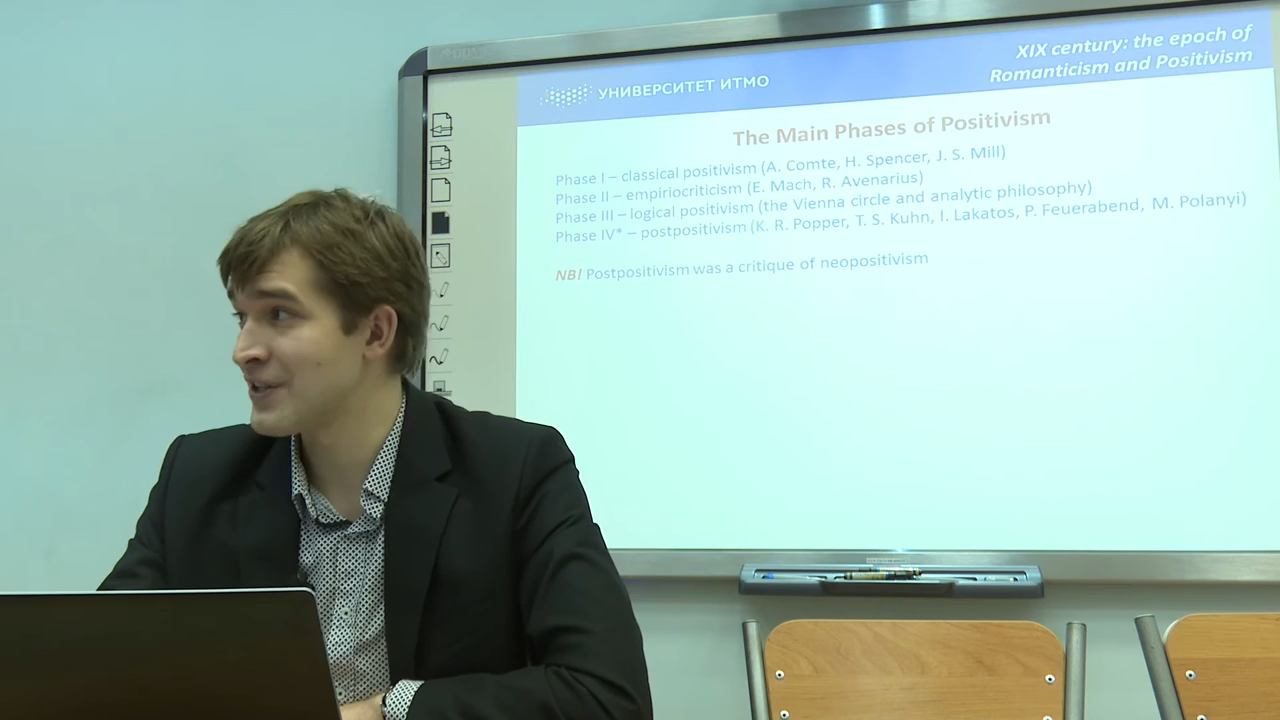 XIX century: the epoch of
Romanticism and Positivism
УНИВЕРСИТЕТ ИТМО
The Main Phases of Positivism
Phase I – classical positivism (A. Comte, H. Spencer, J. S. Mill)
Phase II – empiriocriticism (E. Mach, R. Avenarius)
Phase III – logical positivism (the Vienna circle and analytic philosophy)
Phase IV* – postpositivism (K. R. Popper, T. S. Kuhn, I. Lakatos, P. Feuerabend, M. Polanyi)
NB! Postpositivism was a critique of neopositivism